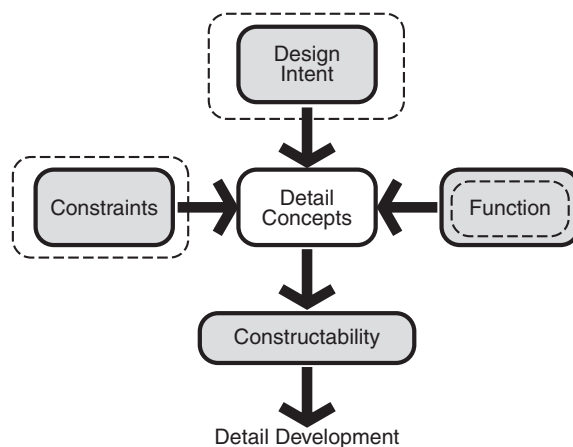 Design
Intent
Constraints
Detail
Concepts
Function
Constructability
Detail Development